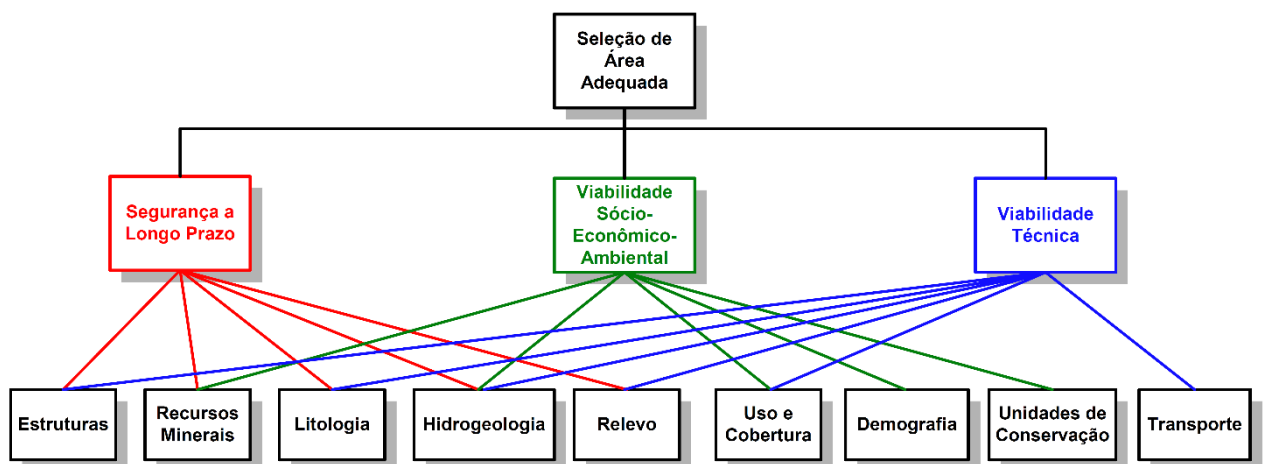 Seleção de
Área
Adequada
Segurança a
Longo Prazo
Viabilidade
Sócio-
Econômico-
Ambiental
Viabilidade
Técnica
Estruturas
Recursos
Minerais
Litologia
Hidrogeologia
Relevo
Uso e
Cobertura
Demografia
Unidades de
Conservação
Transporte